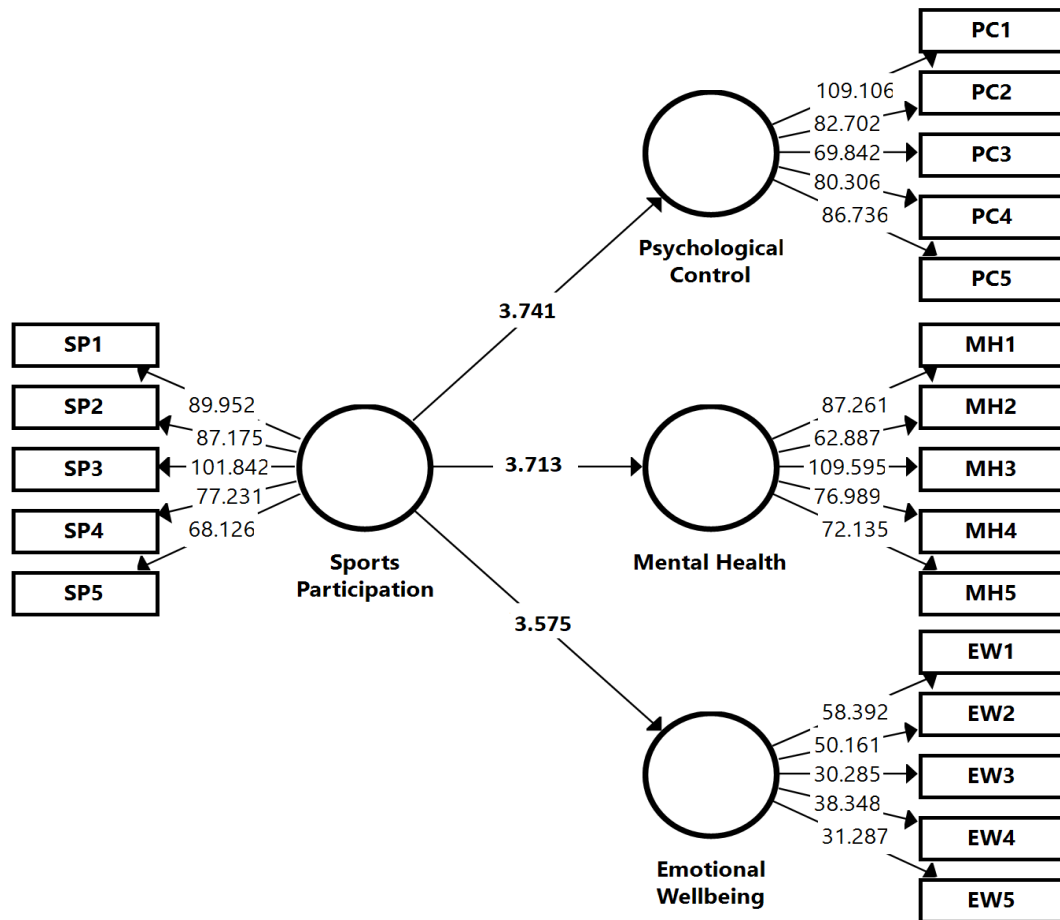 PC1
109.106
PC2
82.702
69.842
PC3
80.306
PC4
86.736
Psychological
Control
PC5
3.741
SP1
89.952
SP2
87.175
SP3
101.842
77.231
SP4
68.126
SP5
Sports
Participation
3.713
MH1
87.261
MH2
62.887
109.595
MH3
76.989
MH4
72.135
Mental Health
MH5
3.575
EW1
58.392
EW2
50.161
30.285
EW3
38.348
31.287
EW4
Emotional
Wellbeing
EW5